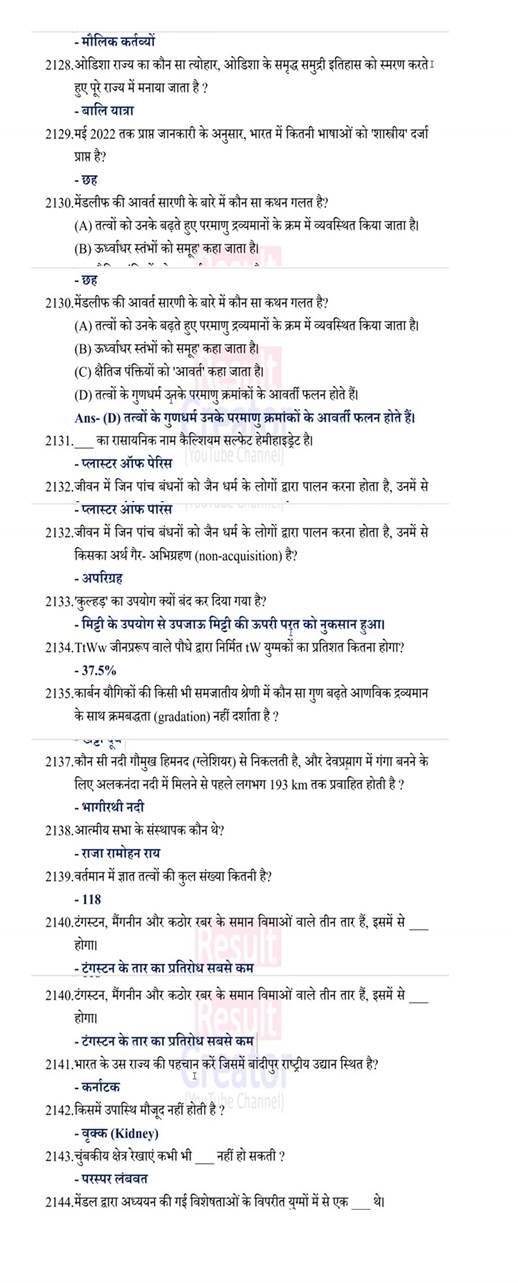 - मौलिक कर्तव्यों
2128.ओडिशा राज्य का कौन सा त्योहार, ओडिशा के समृद्ध समुद्री इतिहास को स्मरण करते
हुए पूरे राज्य में मनाया जाता है ?
- बालि यात्रा
2129.मई 2022 तक प्राप्त जानकारी के अनुसार, भारत में कितनी भाषाओं को 'शास्त्रीय' दर्जा
प्राप्त है?
- छह
2130.मेंडलीफ की आवर्त सारणी के बारे में कौन सा कथन गलत है?
(A) तत्वों को उनके बढ़ते हुए परमाणु द्रव्यमानों के क्रम में व्यवस्थित किया जाता है।
(B) ऊर्ध्वाधर स्तंभों को समूह' कहा जाता है।
Result
- छह
2130.मेंडलीफ की आवर्त सारणी के बारे में कौन सा कथन गलत है?
(A) तत्वों को उनके बढ़ते हुए परमाणु द्रव्यमानों के क्रम में व्यवस्थित किया जाता है।
(B) ऊर्ध्वाधर स्तंभों को समूह' कहा जाता है।
(C) क्षैतिज पंक्तियों को 'आवर्त' कहा जाता है।
(D) तत्वों के गुणधर्म उनके परमाणु क्रमांकों के आवर्ती फलन होते हैं।
Ans- (D) तत्वों के गुणधर्म उनके परमाणु क्रमांकों के आवर्ती फलन होते हैं।
2131.___ का रासायनिक नाम कैल्शियम सल्फेट हेमीहाइड्रेट है।
(YouTube Channel)
- प्लास्टर ऑफ पेरिस
2132.जीवन में जिन पांच बंधनों को जैन धर्म के लोगों द्वारा पालन करना होता है, उनमें से
- प्लास्टर ऑफ पेरिस
2132.जीवन में जिन पांच बंधनों को जैन धर्म के लोगों द्वारा पालन करना होता है, उनमें से
किसका अर्थ गैर- अभिग्रहण (non-acquisition) है?
- अपरिग्रह
2133.'कुल्हड़' का उपयोग क्यों बंद कर दिया गया है?
- मिट्टी के उपयोग से उपजाऊ मिट्टी की ऊपरी परत को नुकसान हुआ।
2134.TtWw जीनप्ररूप वाले पौधे द्वारा निर्मित tW युग्मकों का प्रतिशत कितना होगा?
- 37.5%
2135.कार्बन यौगिकों की किसी भी समजातीय श्रेणी में कौन सा गुण बढ़ते आणविक द्रव्यमान
के साथ क्रमबद्धता (gradation) नहीं दर्शाता है ?
2137.कौन सी नदी गौमुख हिमनद (ग्लेशियर) से निकलती है, और देवप्रयाग में गंगा बनने के
लिए अलकनंदा नदी में मिलने से पहले लगभग 193 km तक प्रवाहित होती है ?
- भागीरथी नदी
2138.आत्मीय सभा के संस्थापक कौन थे?
- राजा रामोहन राय
2139.वर्तमान में ज्ञात तत्वों की कुल संख्या कितनी है?
- 118
2140.टंगस्टन, मैंगनीन और कठोर रबर के समान विमाओं वाले तीन तार हैं, इसमें से ___
होगा।
Result
- टंगस्टन के तार का प्रतिरोध सबसे कम
2140.टंगस्टन, मैंगनीन और कठोर रबर के समान विमाओं वाले तीन तार हैं, इसमें से ___
होगा।
Result
- टंगस्टन के तार का प्रतिरोध सबसे कम
2141.भारत के उस राज्य की पहचान करें जिसमें बांदीपुर राष्ट्रीय उद्यान स्थित है?
Creator
- कर्नाटक
(YouTube Channel)
2142.किसमें उपास्थि मौजूद नहीं होती है ?
- वृक्क (Kidney)
2143.चुंबकीय क्षेत्र रेखाएं कभी भी ___ नहीं हो सकती ?
- परस्पर लंबवत
2144.मेंडल द्वारा अध्ययन की गई विशेषताओं के विपरीत युग्मों में से एक ___ थे।